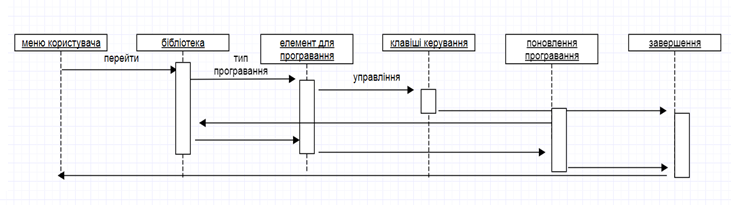 меню користувача
бібліотека
елемент для
програвання
клавіші керування
поновлення
програвання
завершення
перейти
тип
програвання
управління